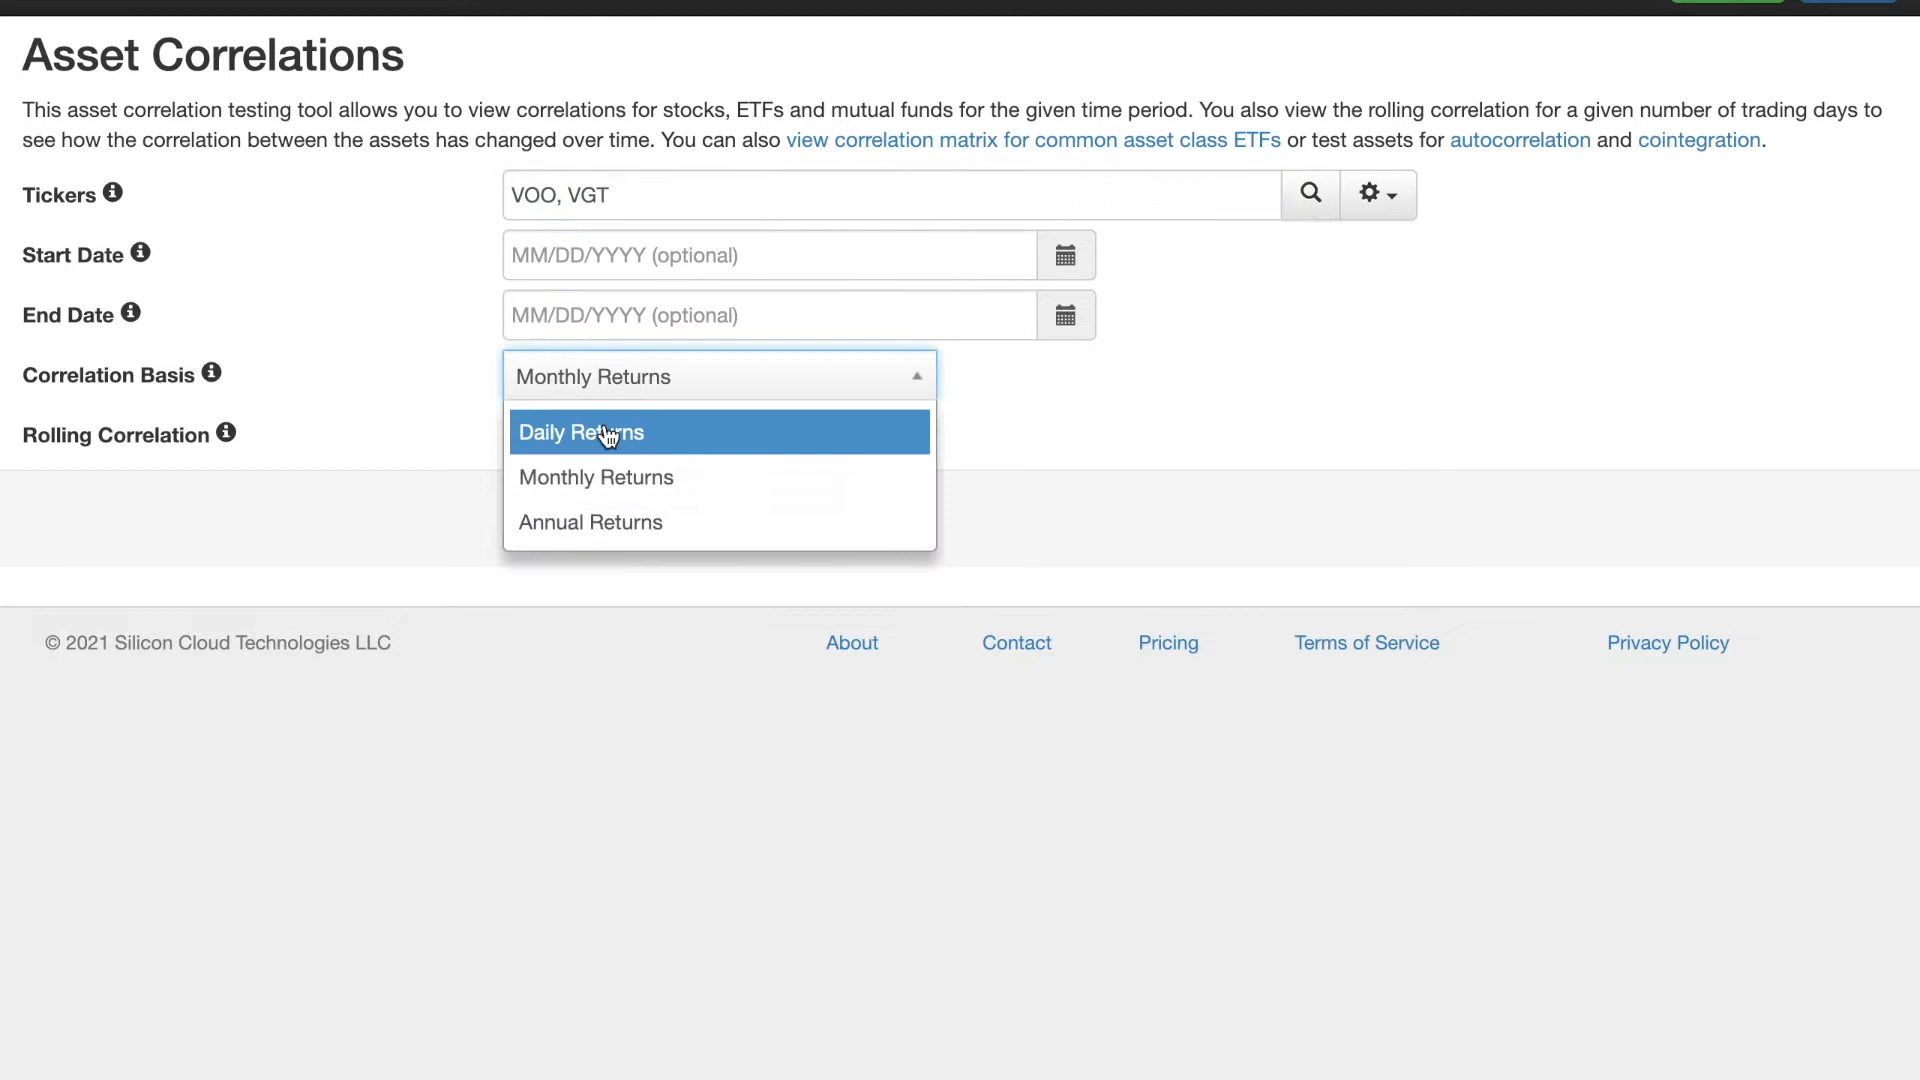 Asset Correlations
This asset correlation testing tool allows you to view correlations for stocks, ETFs and mutual funds for the given time period. You also view the rolling correlation for a given number of trading days to
see how the correlation between the assets has changed over time. You can also view correlation matrix for common asset class ETFs or test assets for autocorrelation and cointegration.
Tickers
VOO, VGT
Start Date
MM/DD/YYYY (optional)
End Date
MM/DD/YYYY (optional)
Correlation Basis
Monthly Returns
Rolling Correlation
Daily Returns
Monthly Returns
Annual Returns
© 2021 Silicon Cloud Technologies LLC
About
Contact
Pricing
Terms of Service
Privacy Policy